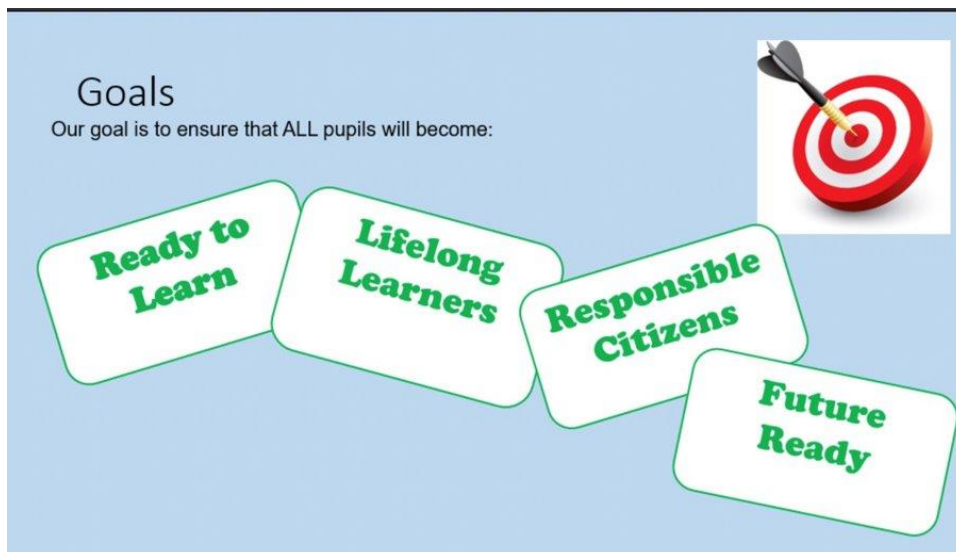 Goals
Our goal is to ensure that ALL pupils will become:
Ready to
Learn
Lifelong
Learners
Responsible
Citizens
Future
Ready